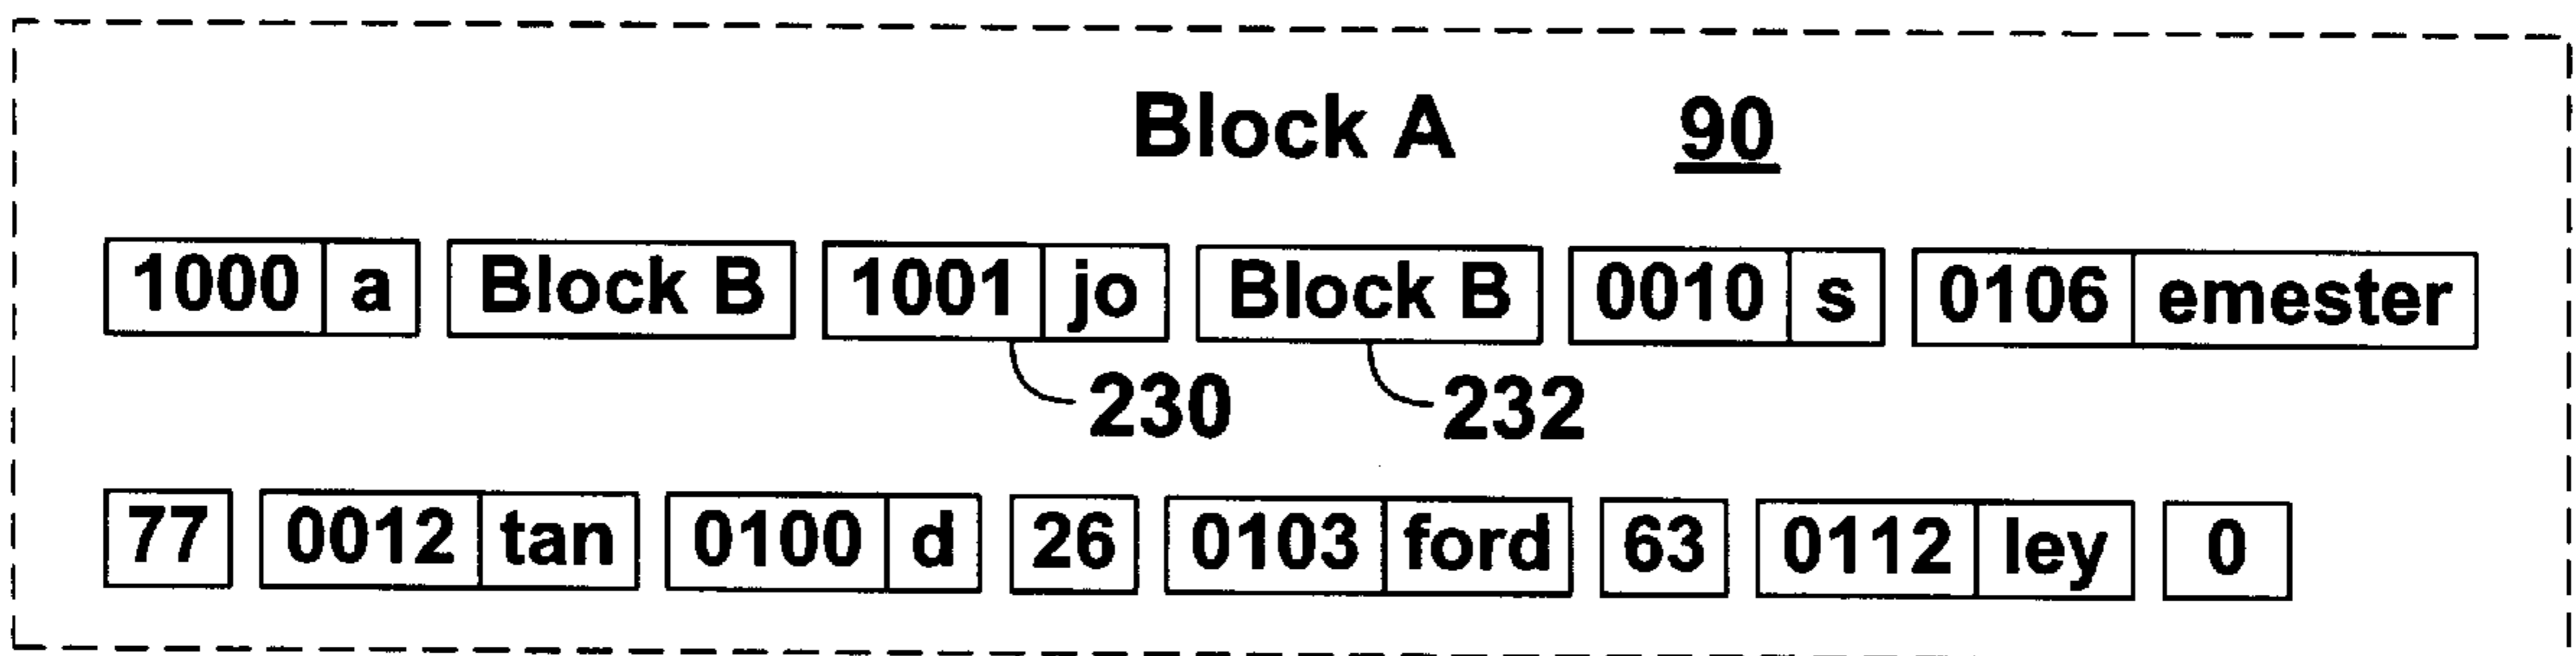 Block A 90
1000 a Block B 1001 jo Block B 0010 s 0106 emester
230 232
77 0012 tan 0100 d 26 0103 ford 63 0112 ley 0